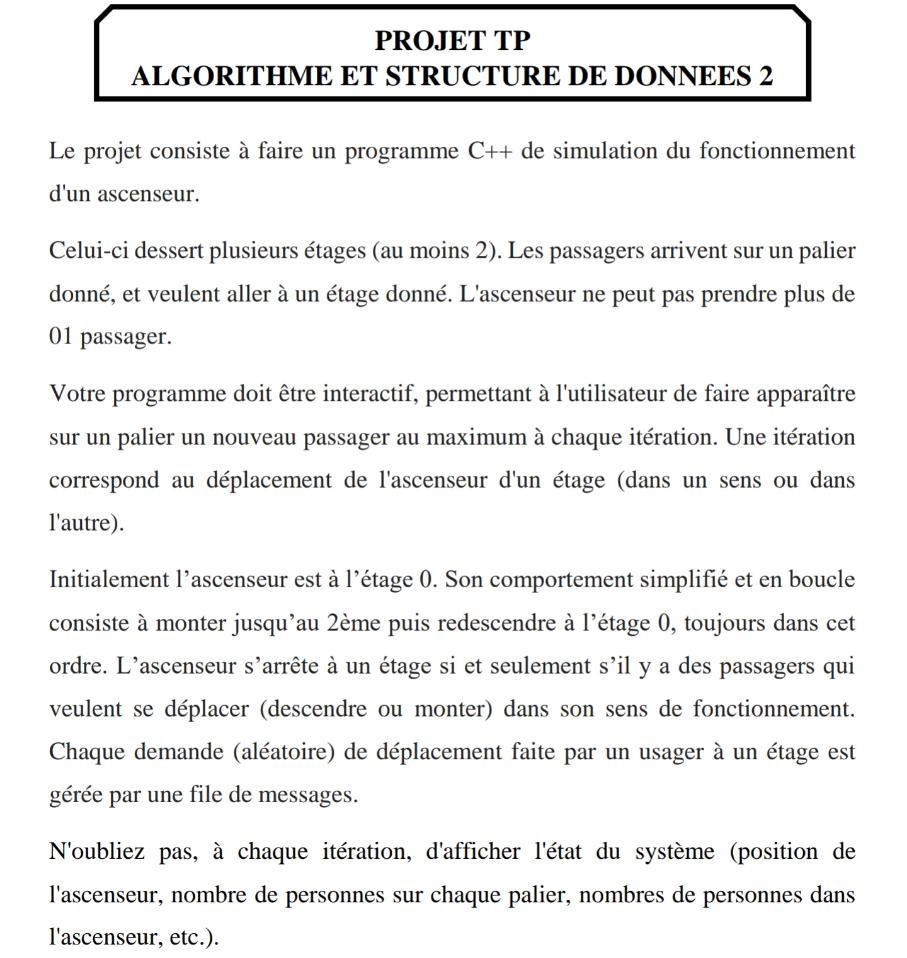 PROJET TP
ALGORITHME ET STRUCTURE DE DONNEES 2
Le projet consiste à faire un programme C++ de simulation du fonctionnement
d'un ascenseur.
Celui-ci dessert plusieurs étages (au moins 2). Les passagers arrivent sur un palier
donné, et veulent aller à un étage donné. L'ascenseur ne peut pas prendre plus de
01 passager.
Votre programme doit être interactif, permettant à l'utilisateur de faire apparaître
sur un palier un nouveau passager au maximum à chaque itération. Une itération
correspond au déplacement de l'ascenseur d'un étage (dans un sens ou dans
l'autre).
Initialement l’ascenseur est à l’étage 0. Son comportement simplifié et en boucle
consiste à monter jusqu’au 2ème puis redescendre à l’étage 0, toujours dans cet
ordre. L’ascenseur s’arrête à un étage si et seulement s’il y a des passagers qui
veulent se déplacer (descendre ou monter) dans son sens de fonctionnement.
Chaque demande (aléatoire) de déplacement faite par un usager à un étage est
gérée par une file de messages.
N'oubliez pas, à chaque itération, d'afficher l'état du système (position de
l'ascenseur, nombre de personnes sur chaque palier, nombres de personnes dans
l'ascenseur, etc.).